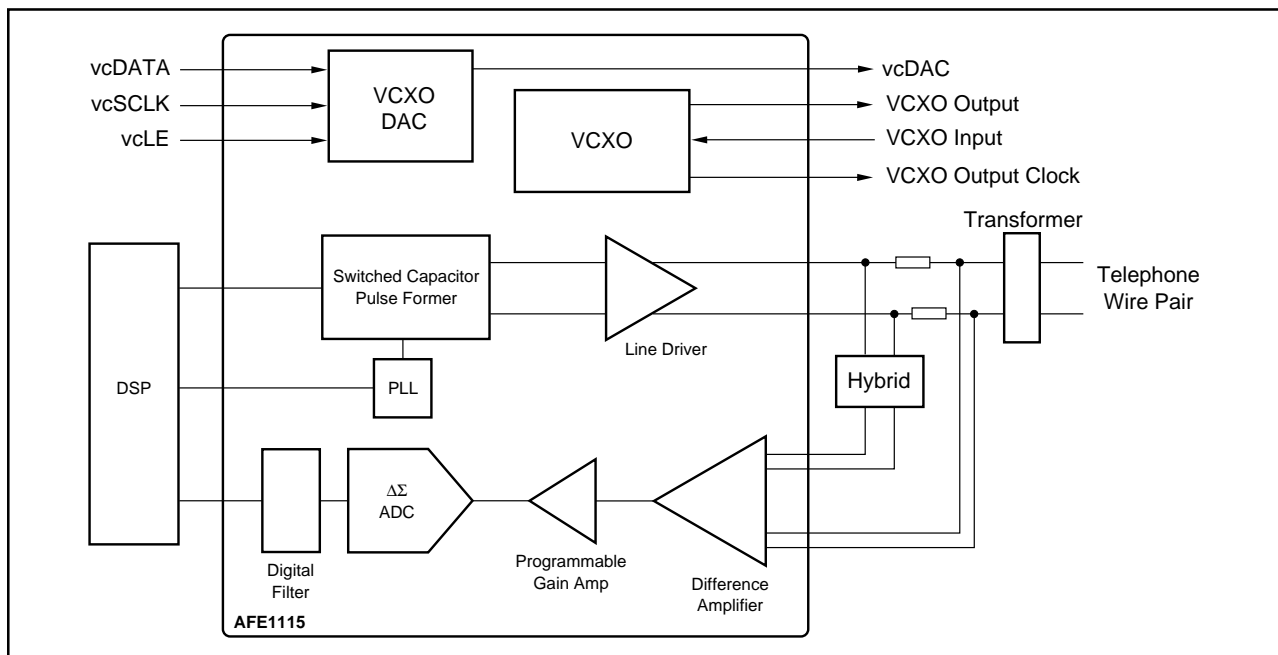 vcDATA
vcSCLK
vcLE
VCXO
DAC
vcDAC
VCXO
VCXO Output
VCXO Input
VCXO Output Clock
Transformer
Switched Capacitor
Pulse Former
Line Driver
Telephone
Wire Pair
DSP
PLL
Hybrid
ΔΣ
ADC
Digital
Filter
Programmable
Gain Amp
Difference
Amplifier
AFE1115